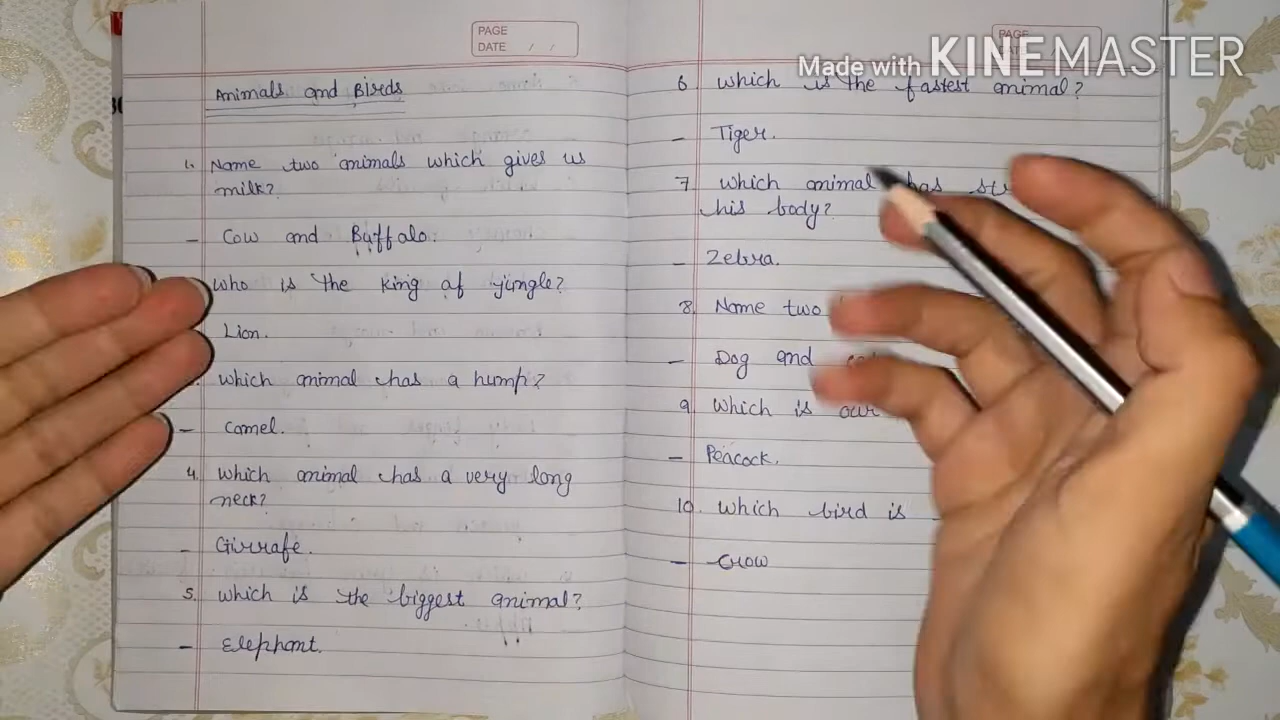 PAGE
DATE / /
Animals and Birds
1. Name two animals which gives us
milk?
– Cow and Buffalo.
who is the king of jungle?
Lion.
which animal has a hump?
– Camel.
4. which animal has a very long
neck?
– Girrafe.
5. which is the biggest animal?
– Elephant.
PAGE
Made with KINEMASTER
6 which is the fastest animal?
– Tiger.
7 which animal has
his body?
– Zebra.
8. Name two
– Dog and
9 which is our
– Peacock.
10. which bird is
– Crow